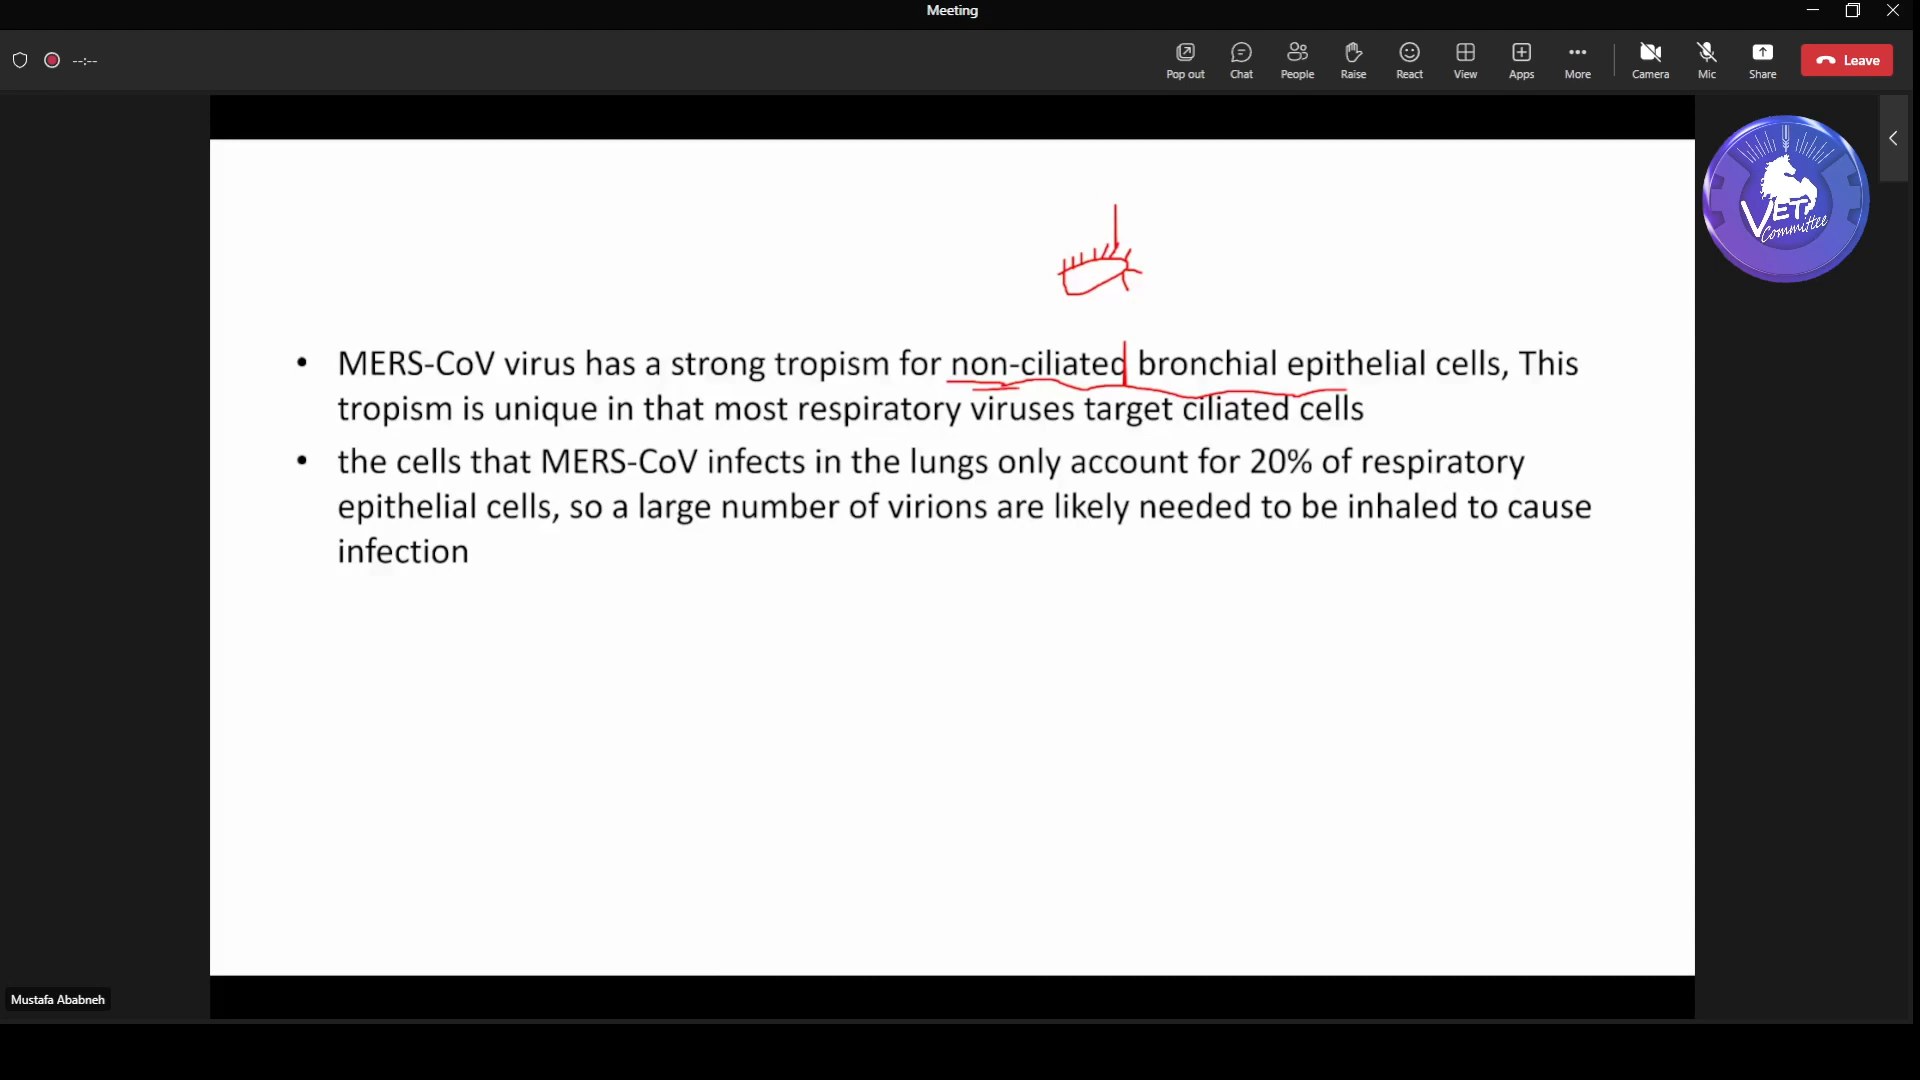 Meeting
--:--
Pop out
Chat
People
Raise
React
View
Apps
More
Camera
Mic
Share
Leave
VET
Committee
• MERS-CoV virus has a strong tropism for non-ciliated bronchial epithelial cells, This
tropism is unique in that most respiratory viruses target ciliated cells
• the cells that MERS-CoV infects in the lungs only account for 20% of respiratory
epithelial cells, so a large number of virions are likely needed to be inhaled to cause
infection
Mustafa Ababneh